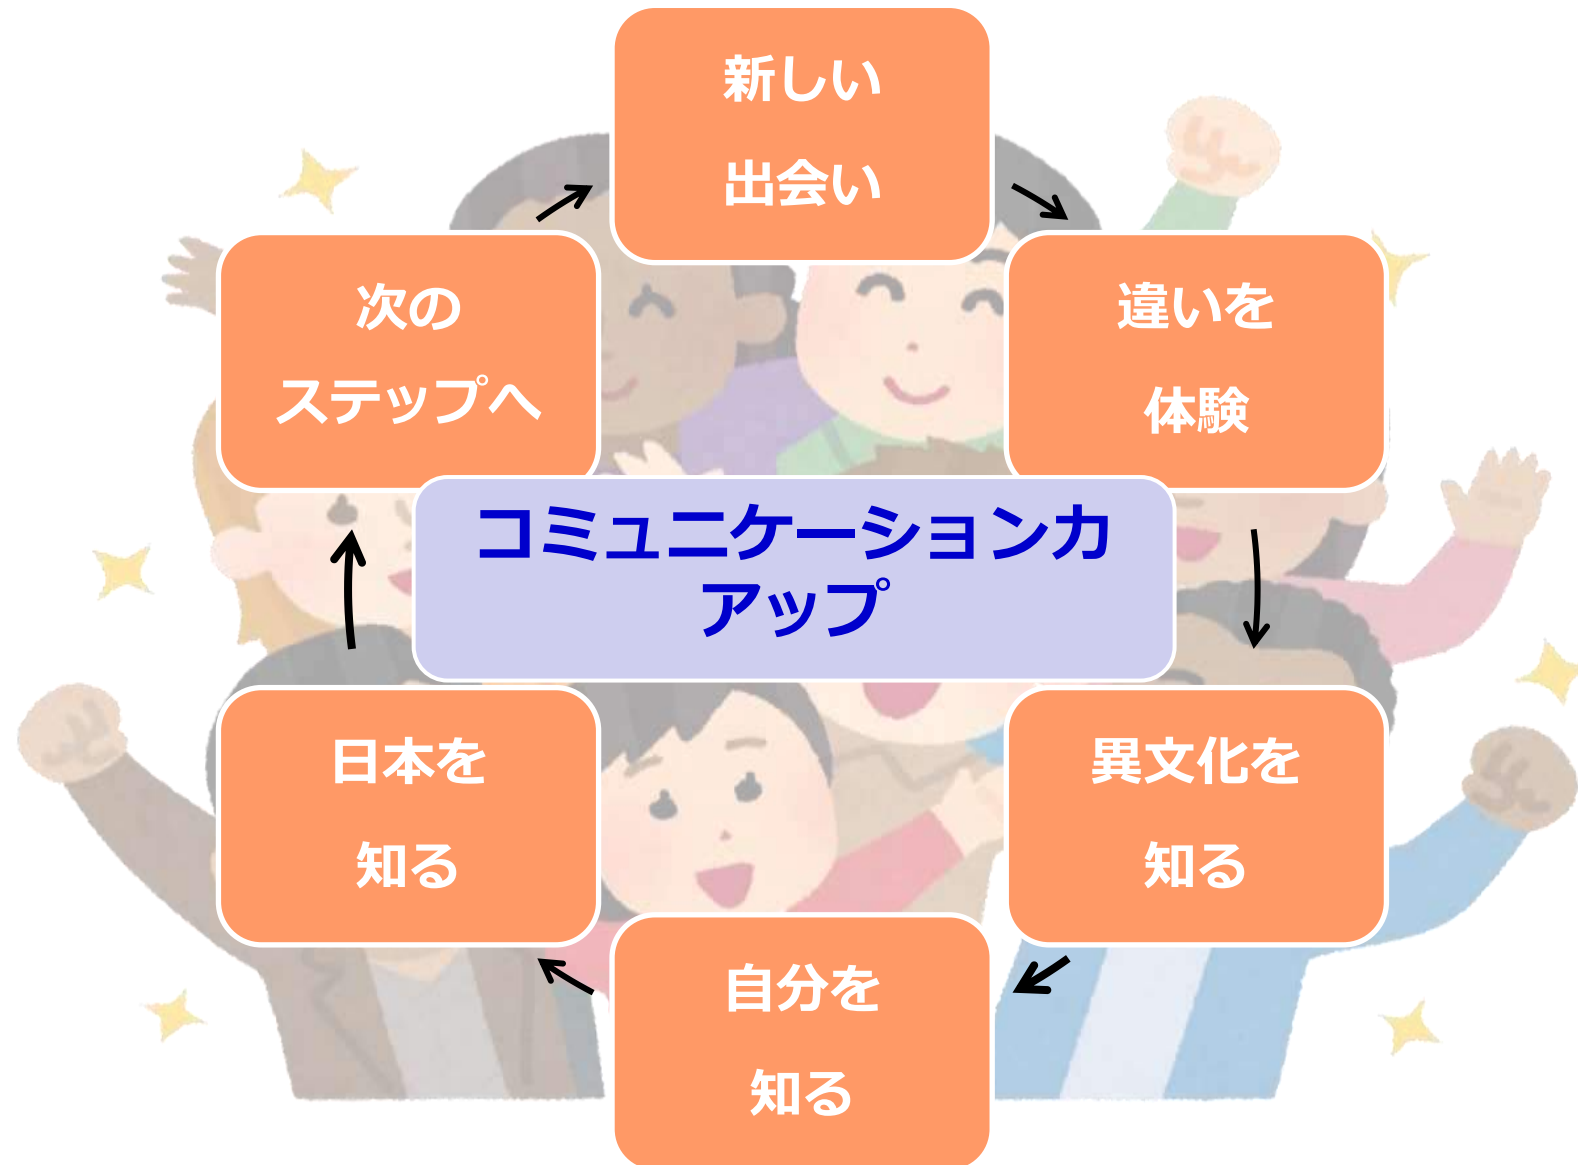 新しい
出会い
違いを
体験
異文化を
知る
自分を
知る
日本を
知る
次の
ステップへ
コミュニケーション力
アップ